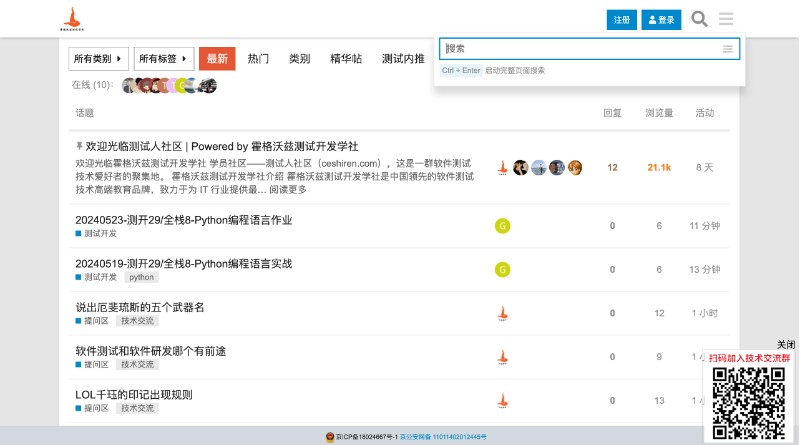 注册
登录
搜索
Ctrl + Enter 启动完整页面搜索
所有类别 所有标签 最新 热门 类别 精华帖 测试内推
在线 (10):
话题 回复 浏览量 活动
欢迎光临测试人社区 | Powered by 霍格沃兹测试开发学社
欢迎光临霍格沃兹测试开发学社 学员社区——测试人社区（ceshiren.com），这是一群软件测试
技术爱好者的聚集地。 霍格沃兹测试开发学社介绍 霍格沃兹测试开发学社是中国领先的软件测试
技术高端教育品牌，致力于为 IT 行业提供最… 阅读更多
12 21.1k 8 天
20240523-测开29/全栈8-Python编程语言作业
测试开发
G 0 6 11 分钟
20240519-测开29/全栈8-Python编程语言实战
测试开发 python
G 0 6 13 分钟
说出厄斐琉斯的五个武器名
提问区 技术交流
0 12 1 小时
软件测试和软件研发哪个有前途
提问区 技术交流
0 9 1
LOL千珏的印记出现规则
提问区 技术交流
0 13 1
关闭
扫码加入技术交流群
京ICP备18024667号-1 京公安网备 11011402012445号